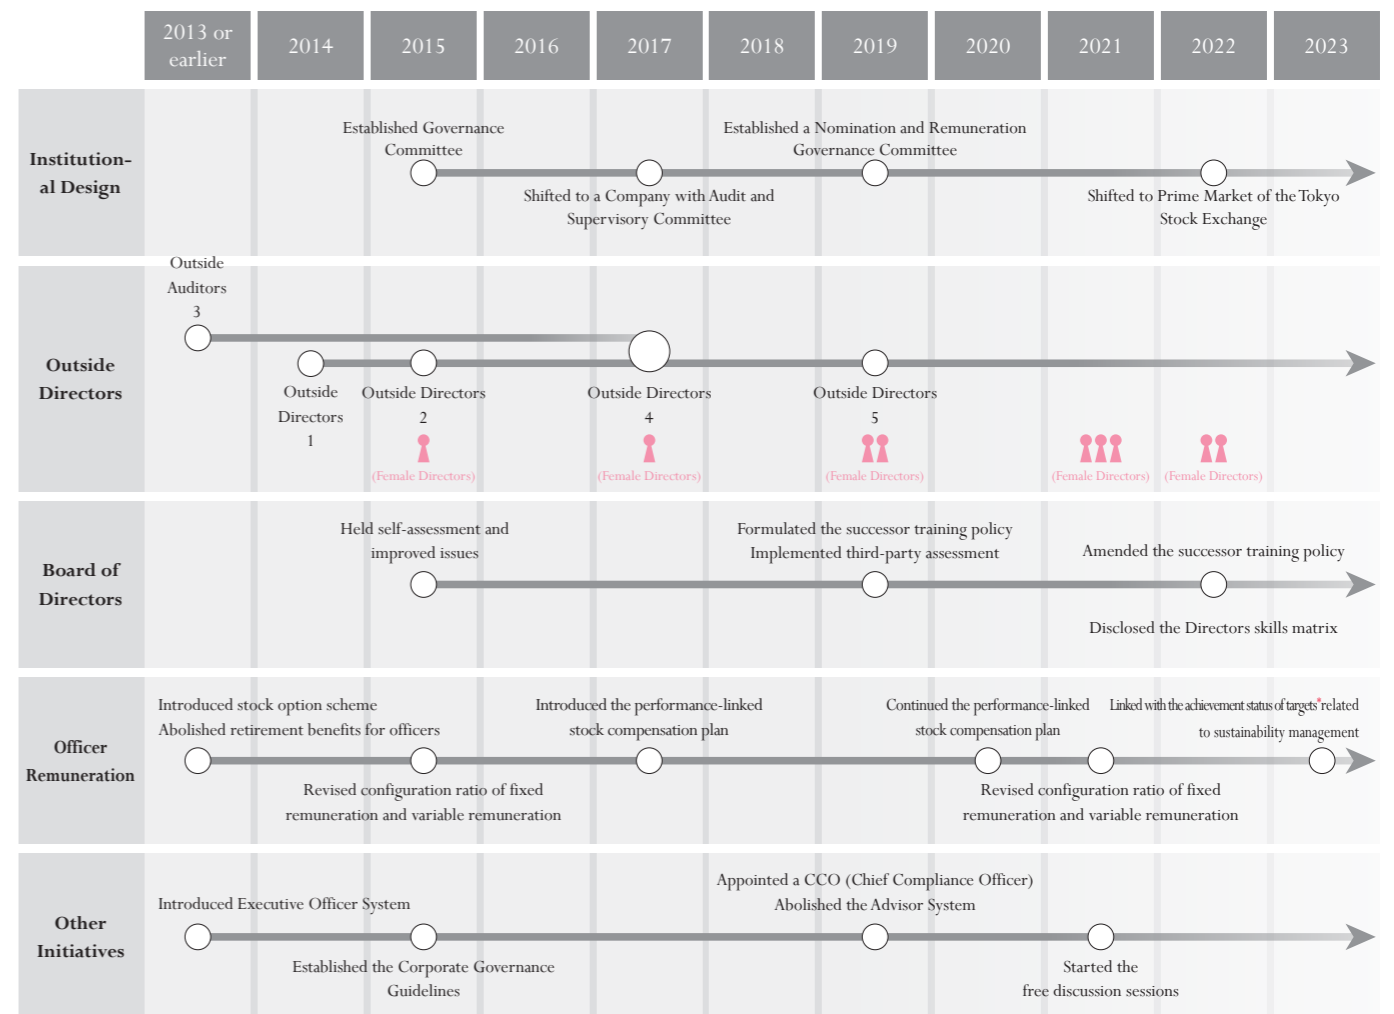 2013 or
earlier
2014
2015
2016
2017
2018
2019
2020
2021
2022
2023
Institution-
al Design
Established Governance
Committee
Shifted to a Company with Audit and
Supervisory Committee
Established a Nomination and Remuneration
Governance Committee
Shifted to Prime Market of the Tokyo
Stock Exchange
Outside
Directors
Outside
Auditors
3
Outside
Directors
1
Outside Directors
2
(Female Directors)
Outside Directors
4
(Female Directors)
Outside Directors
5
(Female Directors)
(Female Directors)
(Female Directors)
Board of
Directors
Held self-assessment and
improved issues
Formulated the successor training policy
Implemented third-party assessment
Amended the successor training policy
Disclosed the Directors skills matrix
Officer
Remuneration
Introduced stock option scheme
Abolished retirement benefits for officers
Revised configuration ratio of fixed
remuneration and variable remuneration
Introduced the performance-linked
stock compensation plan
Continued the performance-linked
stock compensation plan
Revised configuration ratio of fixed
remuneration and variable remuneration
Linked with the achievement status of targets*related
to sustainability management
Other
Initiatives
Introduced Executive Officer System
Established the Corporate Governance
Guidelines
Appointed a CCO (Chief Compliance Officer)
Abolished the Advisor System
Started the
free discussion sessions